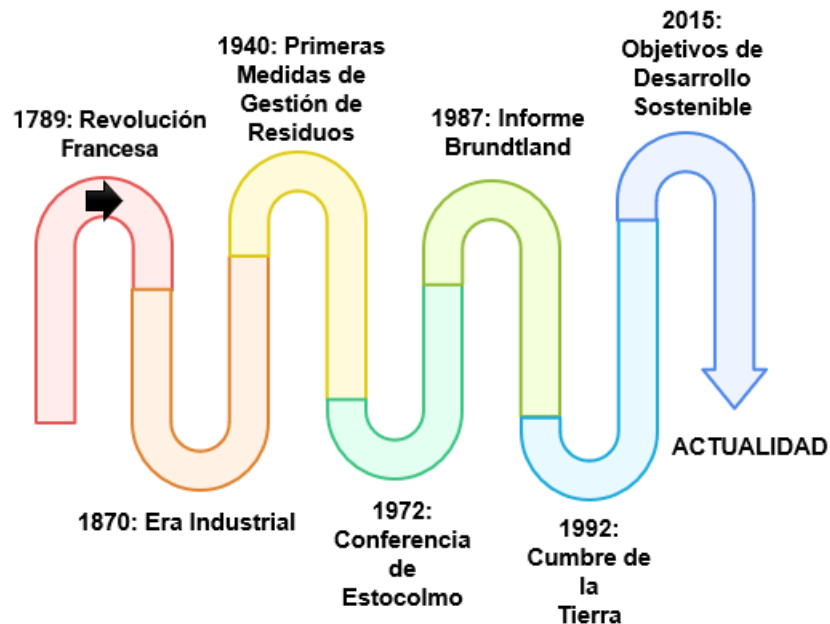 1789: Revolución
Francesa
1870: Era Industrial
1940: Primeras
Medidas de
Gestión de
Residuos
1972:
Conferencia
de
Estocolmo
1987: Informe
Brundtland
1992:
Cumbre de
la
Tierra
2015:
Objetivos de
Desarrollo
Sostenible
ACTUALIDAD